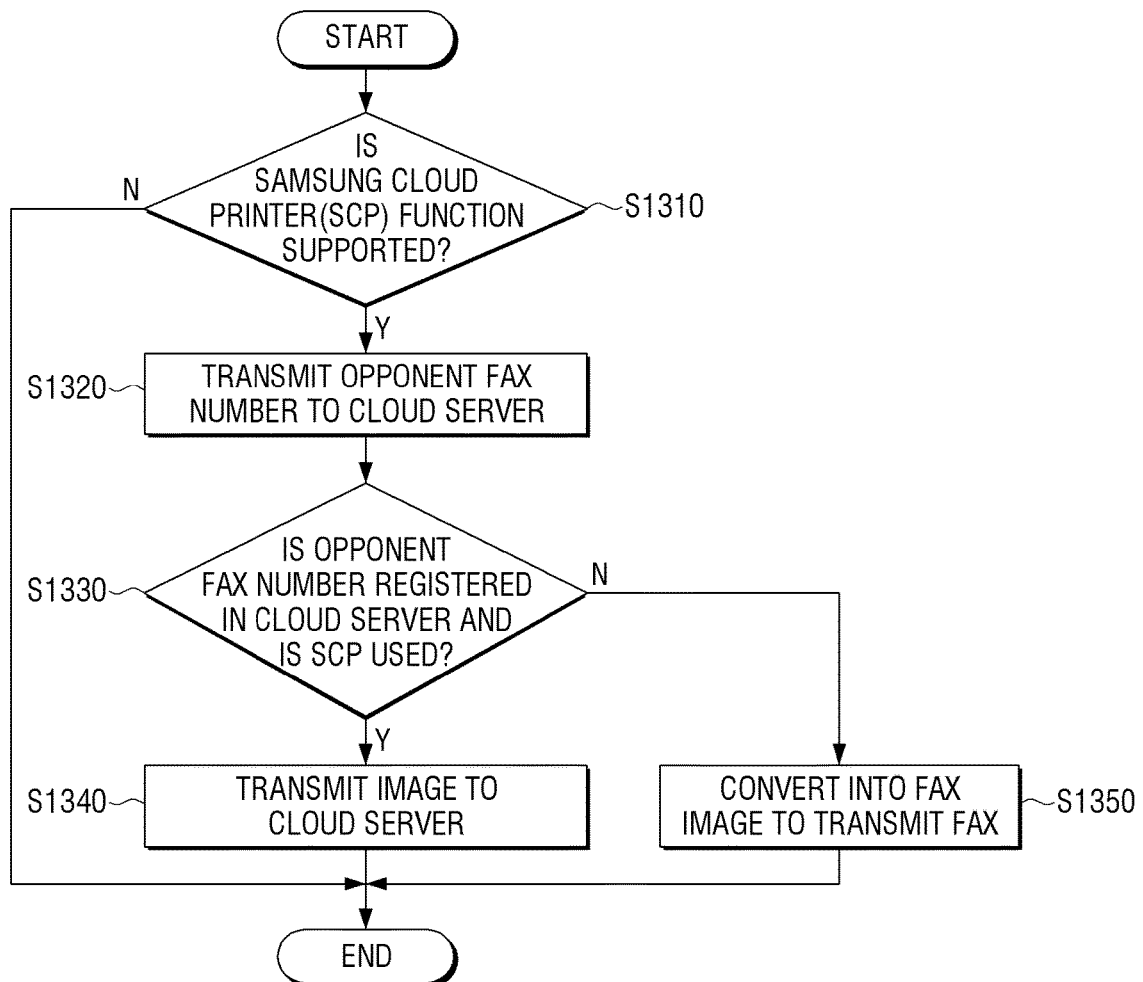 START
IS
SAMSUNG CLOUD
PRINTER(SCP) FUNCTION
SUPPORTED?
N
S1310
Y
S1320
TRANSMIT OPPONENT FAX
NUMBER TO CLOUD SERVER
S1330
IS OPPONENT
FAX NUMBER REGISTERED
IN CLOUD SERVER AND
IS SCP USED?
N
Y
S1340
TRANSMIT IMAGE TO
CLOUD SERVER
CONVERT INTO FAX
IMAGE TO TRANSMIT FAX
S1350
END